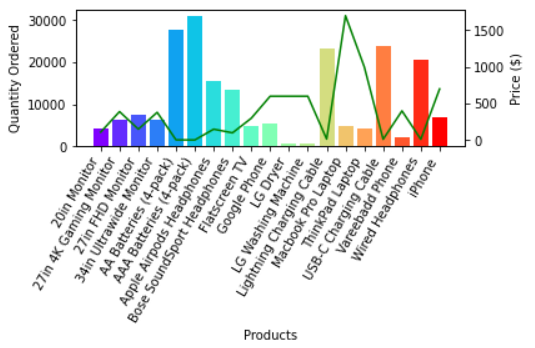 Quantity Ordered
30000
20000
10000
0
1500
1000
500
0
Price ($)
20in Monitor
27in 4K Gaming Monitor
27in FHD Monitor
34in Ultrawide Monitor
AA Batteries (4-pack)
AAA Batteries (4-pack)
Apple Airpods Headphones
Bose SoundSport Headphones
Flatscreen TV
Google Phone
LG Dryer
LG Washing Machine
Lightning Charging Cable
Macbook Pro Laptop
ThinkPad Laptop
USB-C Charging Cable
Vareebadd Phone
Wired Headphones
iPhone
Products